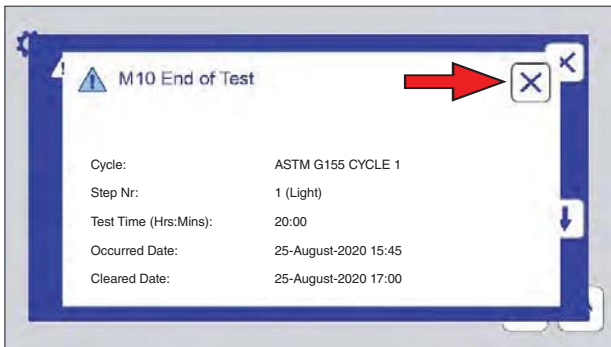 M10 End of Test
Cycle: ASTM G155 CYCLE 1
Step Nr: 1 (Light)
Test Time (Hrs:Mins): 20:00
Occurred Date: 25-August-2020 15:45
Cleared Date: 25-August-2020 17:00